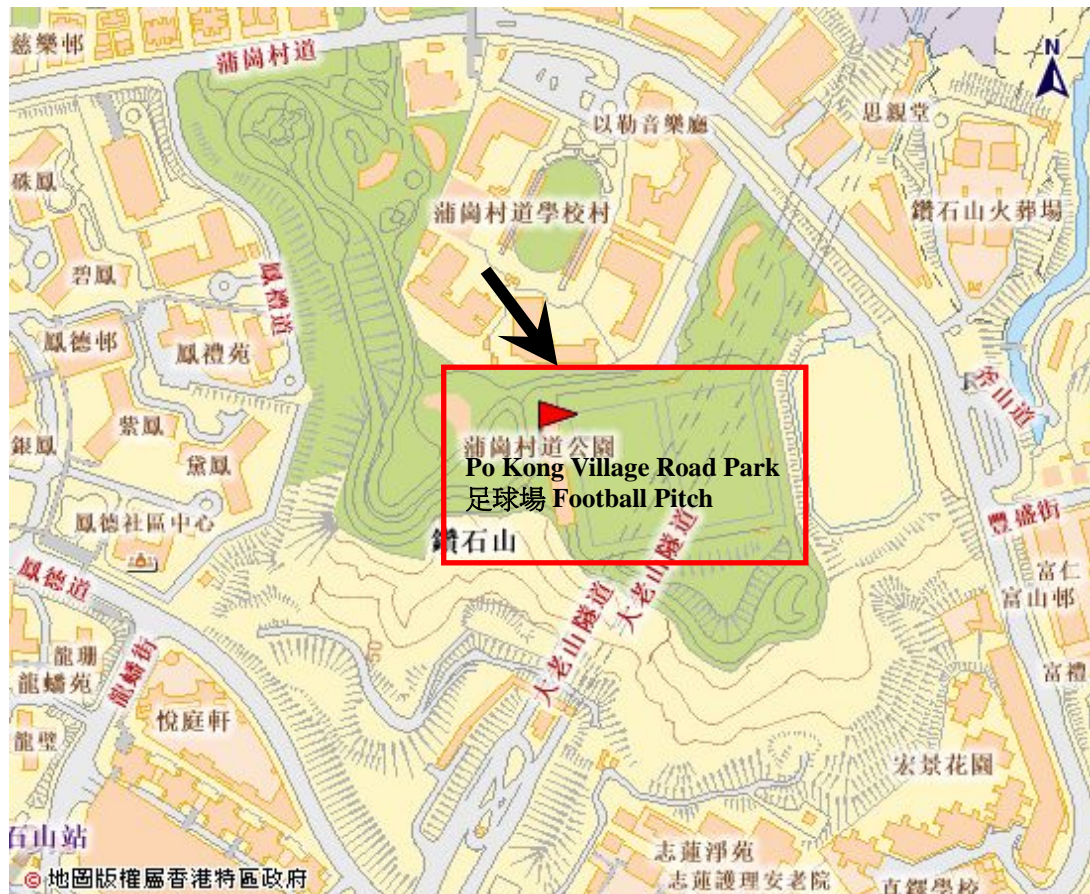 慈樂邨
蒲崗村道
N
以勒音樂廳
思親堂
硃鳳
蒲崗村道學校村
鑽石山火葬場
碧鳳
鳳禮道
鳳德邨
鳳禮苑
蒲崗村道公園
Po Kong Village Road Park
足球場 Football Pitch
紫鳳
銀鳳
黛鳳
鳳德社區中心
鑽石山
大老山隧道
大老山隧道
豐盛街
富仁
富山邨
鳳德道
龍珊
龍蟠苑
龍蟠街
富禮
龍璧
悅庭軒
宏景花園
石山站
志蓮淨苑
志蓮護理安老院
©地圖版權屬香港特區政府